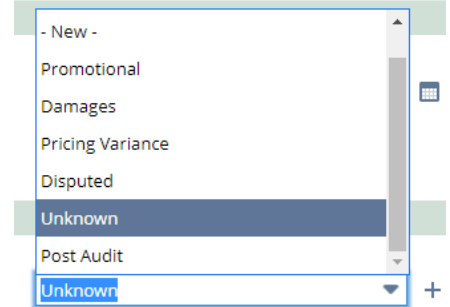 - New -
Promotional
Damages
Pricing Variance
Disputed
Unknown
Post Audit
Unknown